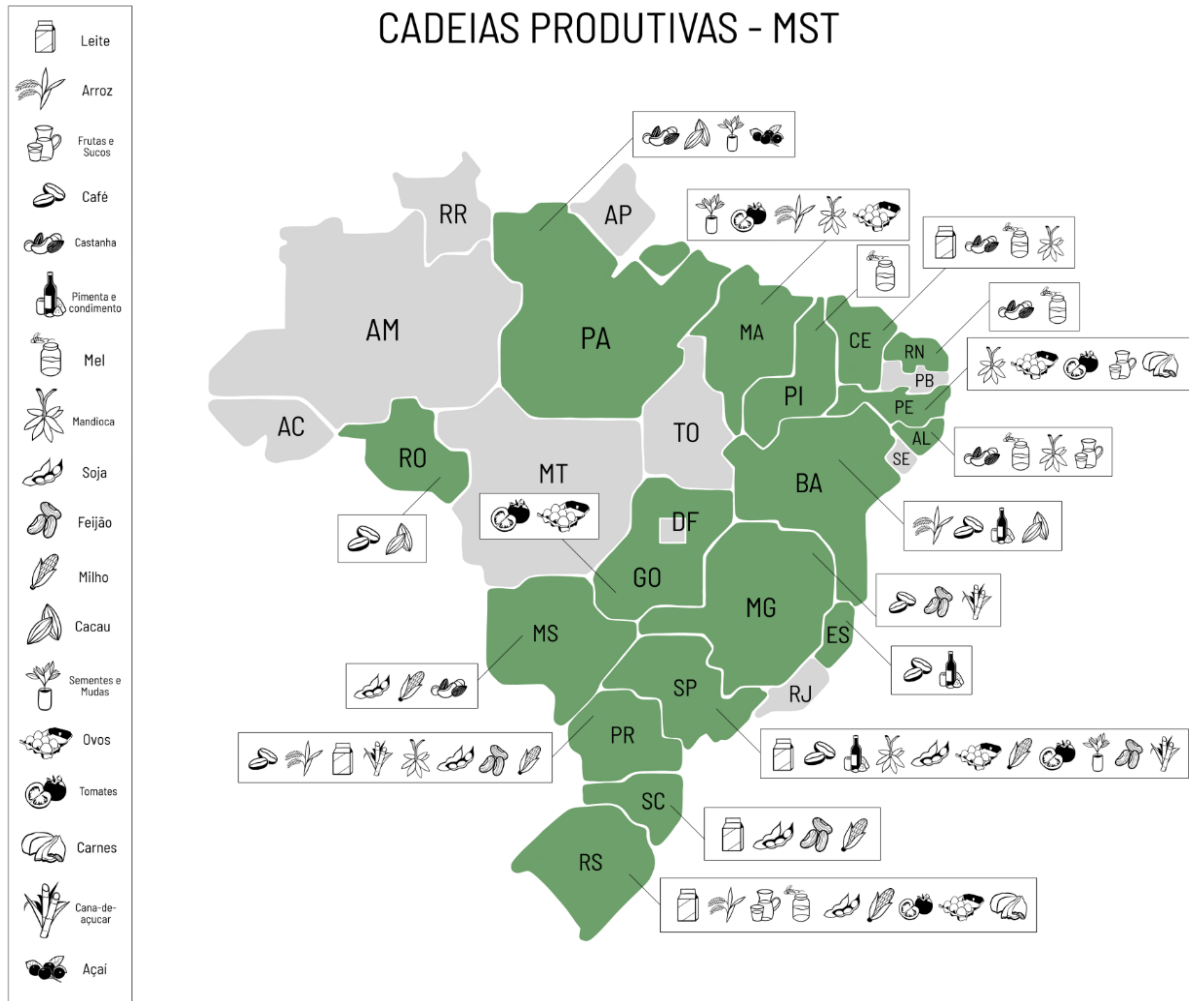 CADEIAS PRODUTIVAS - MST
Leite
Arroz
Frutas e
Sucos
Café
Castanha
Pimenta e
condimento
Mel
Mandioca
Soja
Feijão
Milho
Cacau
Sementes e
Mudas
Ovos
Tomates
Carnes
Cana-de-
açucar
Açaí
RR
AP
AM
PA
MA
CE
RN
PB
PI
PE
AC
TO
AL
RO
SE
MT
BA
DF
GO
MG
MS
ES
SP
RJ
PR
SC
RS